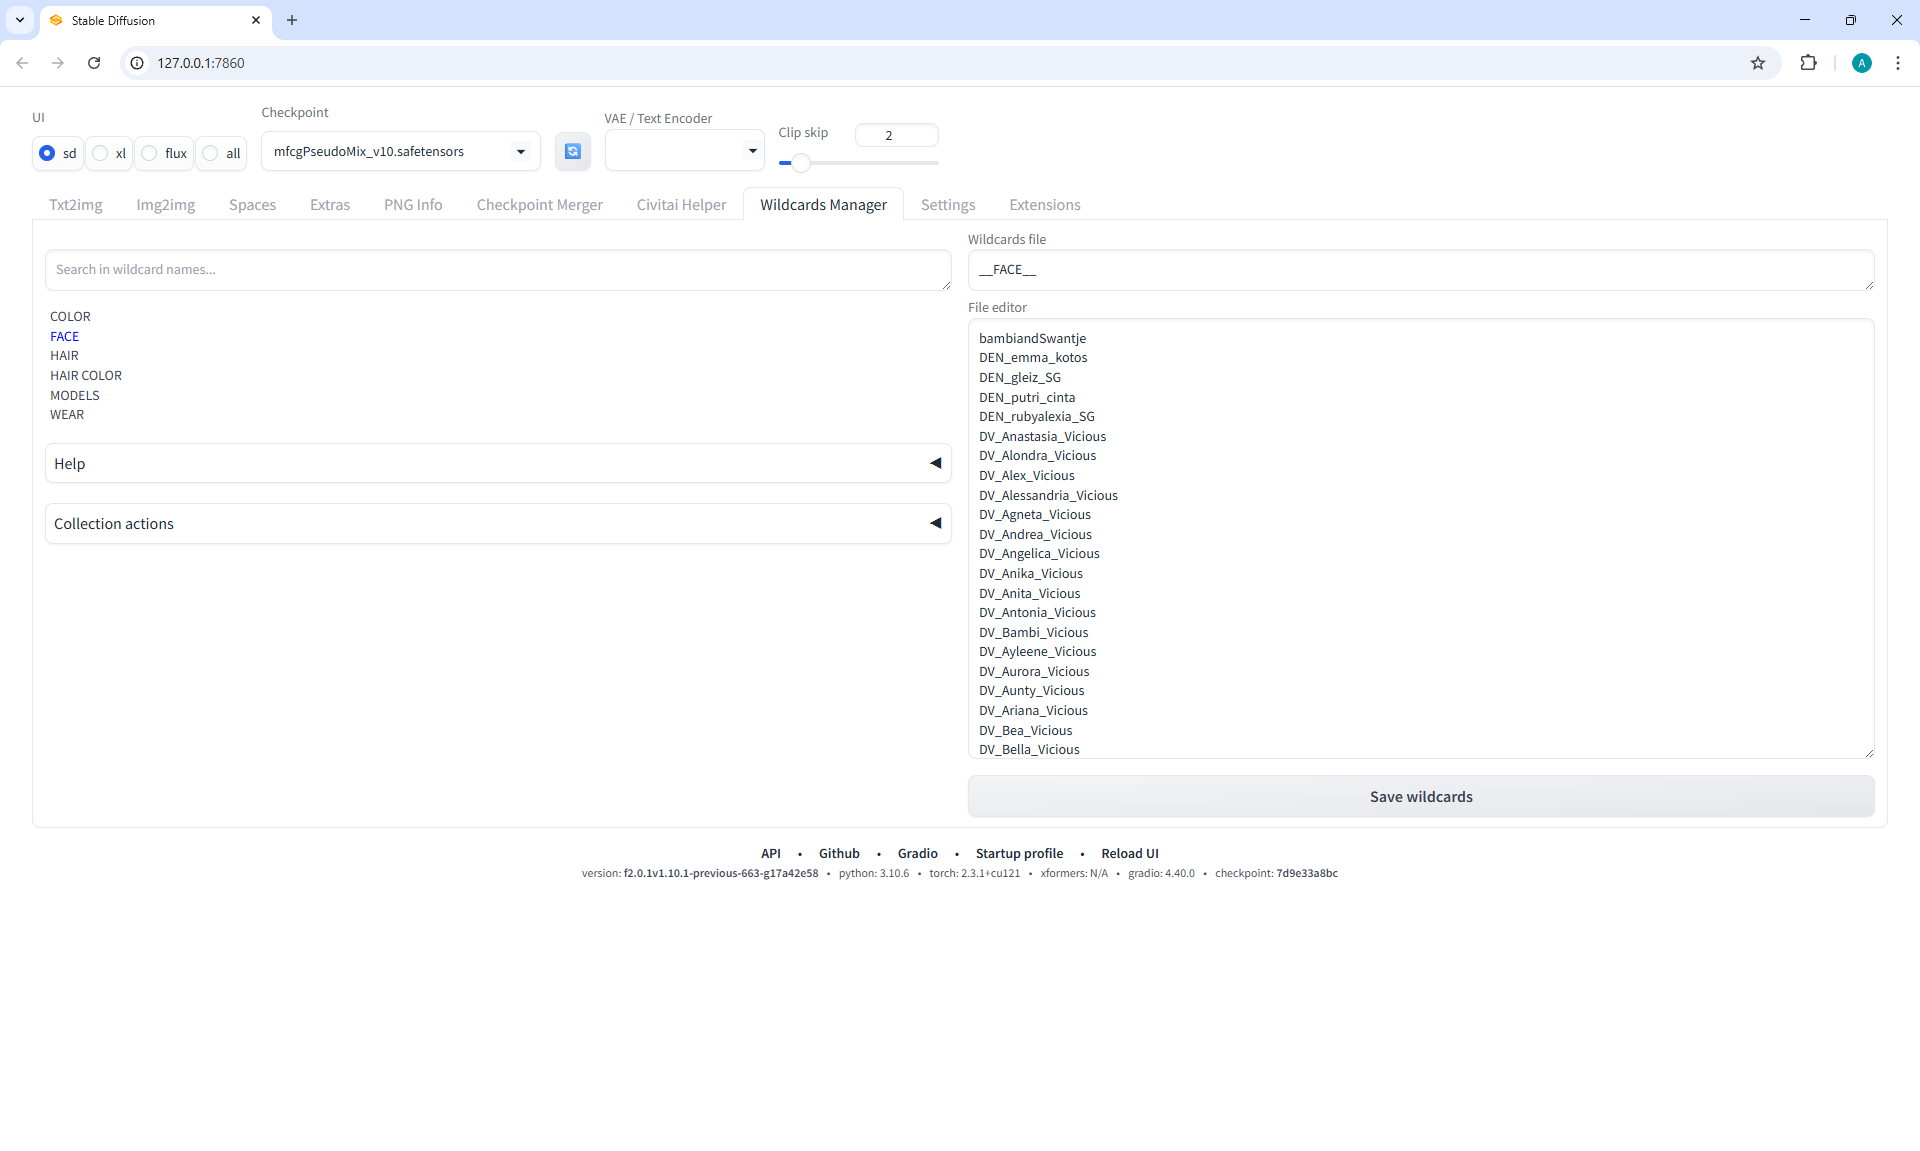 Stable Diffusion
127.0.0.1:7860
A
UI
sd
xl
flux
all
Checkpoint
mfcgPseudoMix_v10.safetensors
VAE / Text Encoder
Clip skip
2
Txt2img
Img2img
Spaces
Extras
PNG Info
Checkpoint Merger
Civitai Helper
Wildcards Manager
Settings
Extensions
Search in wildcard names...
COLOR
FACE
HAIR
HAIR COLOR
MODELS
WEAR
Help
Collection actions
Wildcards file
__FACE__
File editor
bambiandSwantje
DEN_emma_kotos
DEN_gleiz_SG
DEN_putri_cinta
DEN_rubyalexia_SG
DV_Anastasia_Vicious
DV_Alondra_Vicious
DV_Alex_Vicious
DV_Alessandria_Vicious
DV_Agneta_Vicious
DV_Andrea_Vicious
DV_Angelica_Vicious
DV_Anika_Vicious
DV_Anita_Vicious
DV_Antonia_Vicious
DV_Bambi_Vicious
DV_Ayleene_Vicious
DV_Aurora_Vicious
DV_Aunty_Vicious
DV_Ariana_Vicious
DV_Bea_Vicious
DV_Bella_Vicious
Save wildcards
API • Github • Gradio • Startup profile • Reload UI
version: f2.0.1v1.10.1-previous-663-g17a42e58 • python: 3.10.6 • torch: 2.3.1+cu121 • xformers: N/A • gradio: 4.40.0 • checkpoint: 7d9e33a8bc